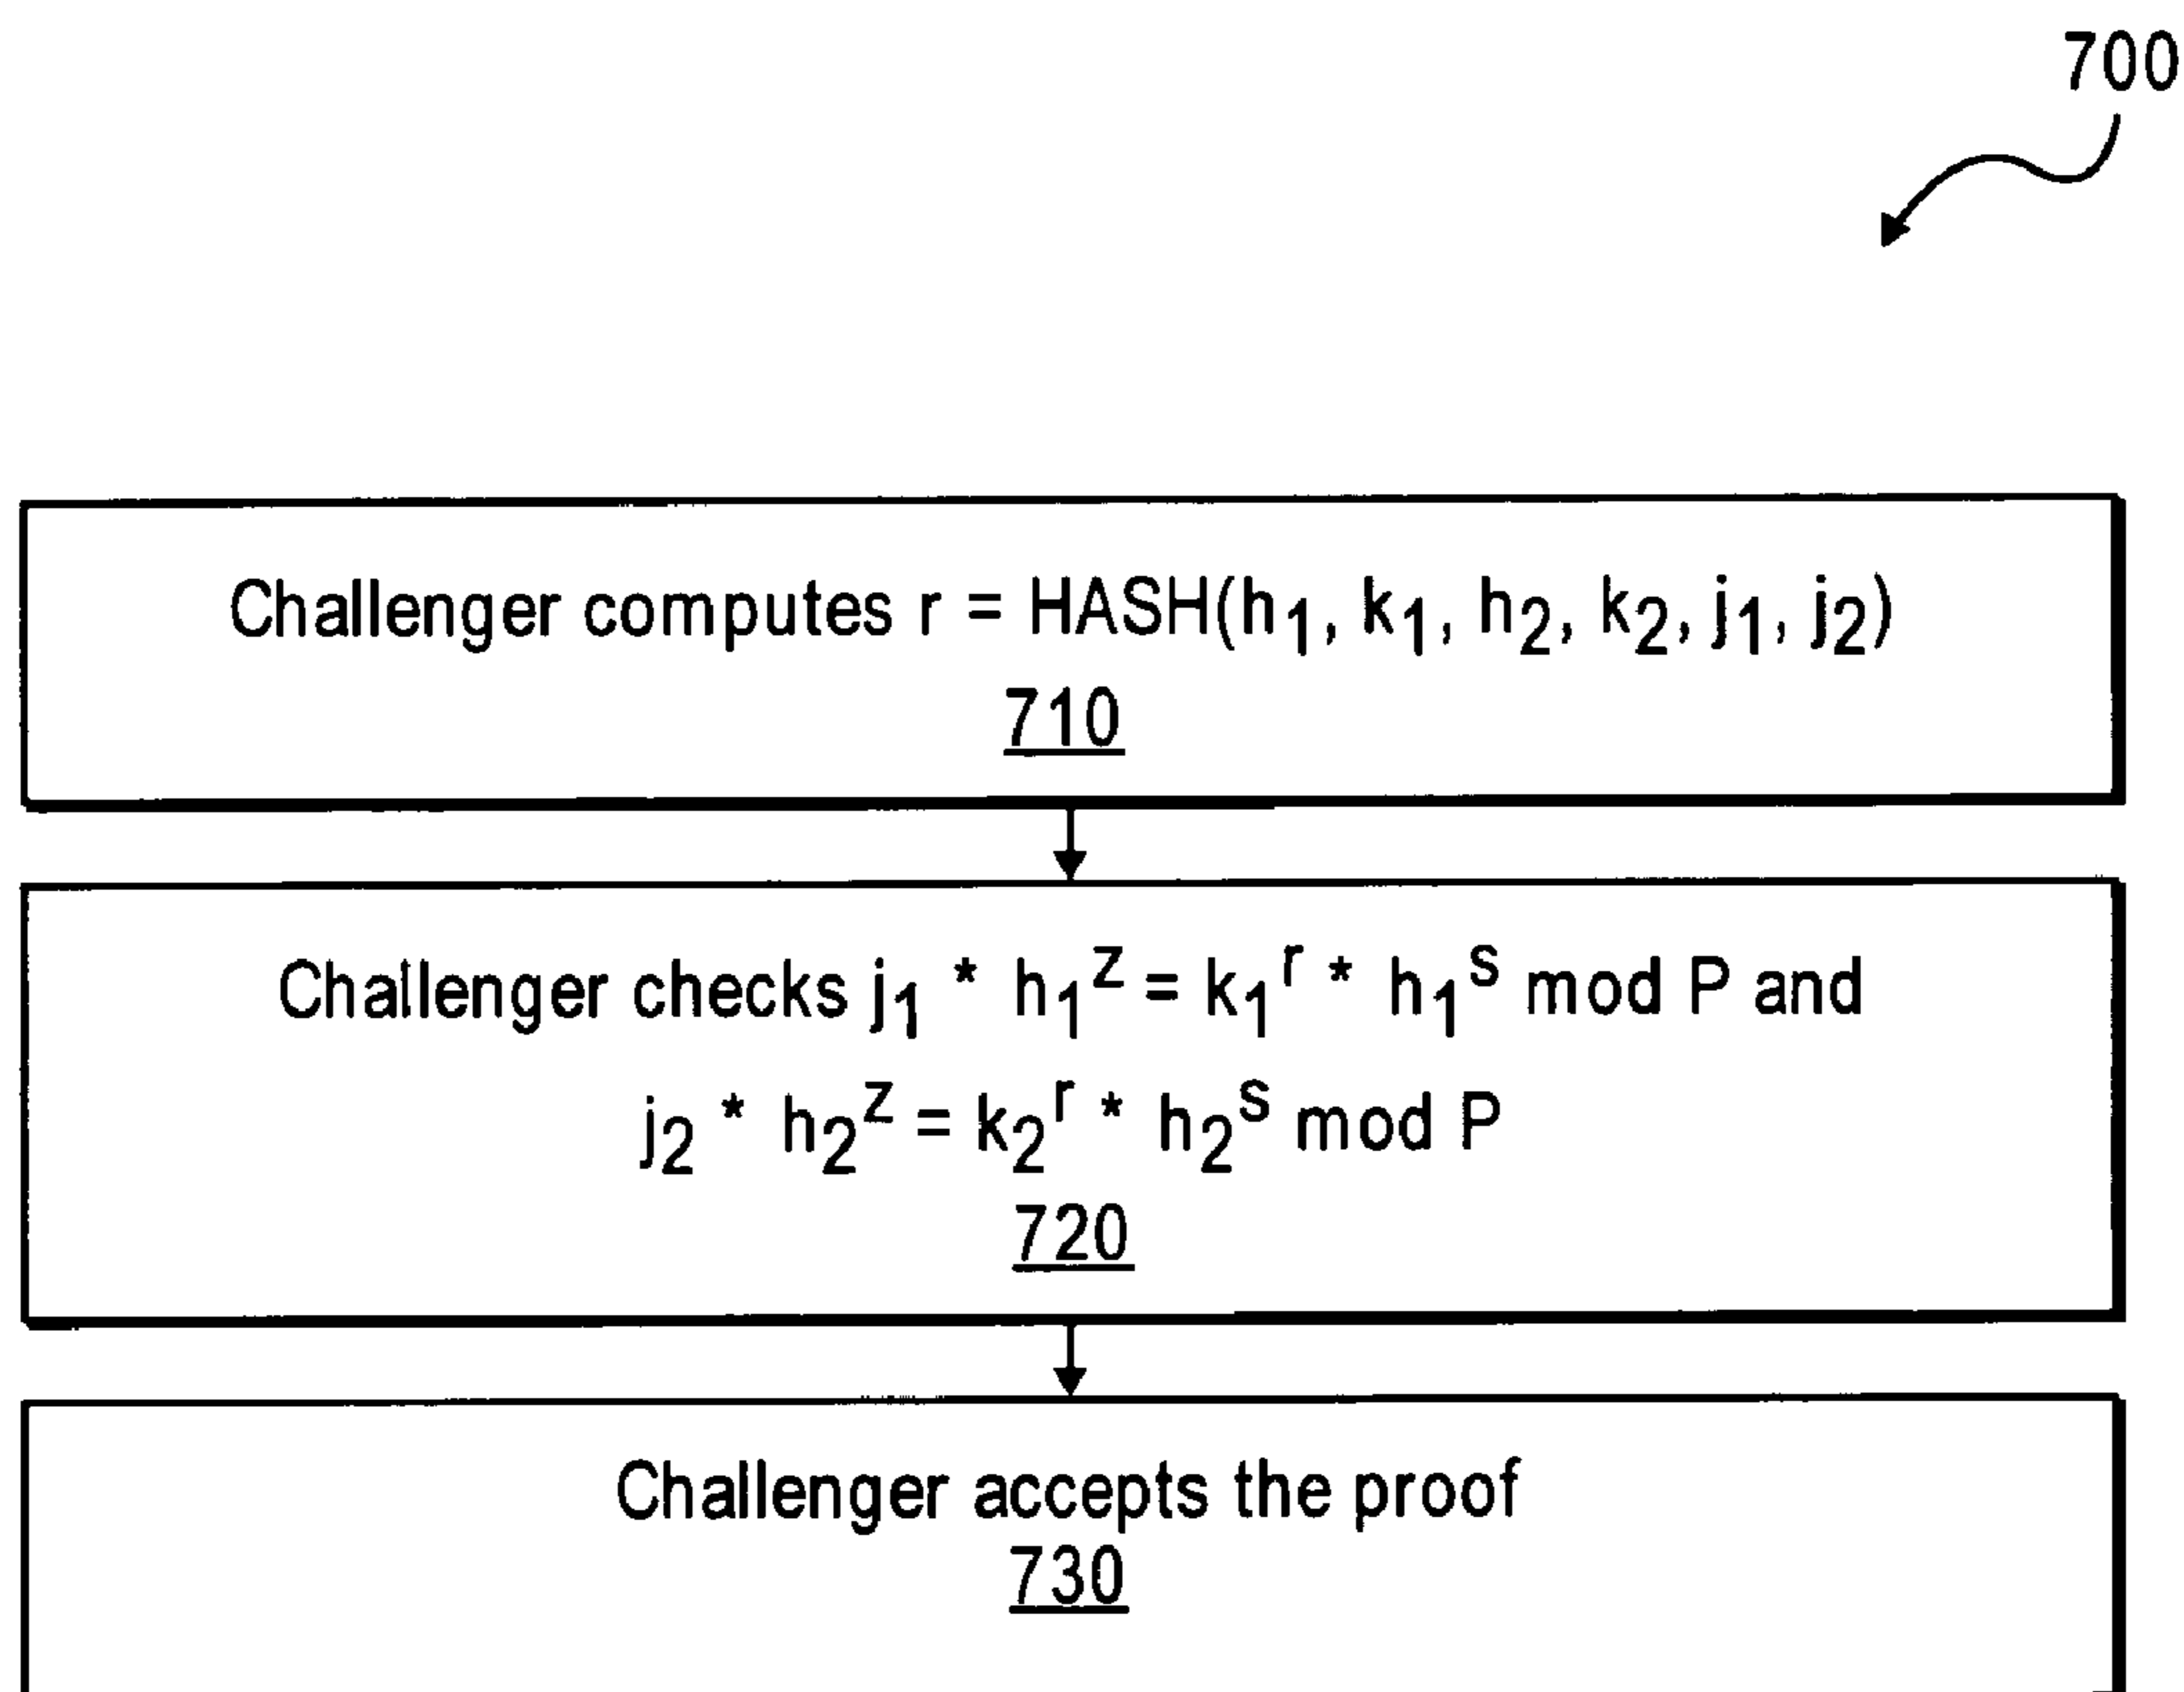 700
Challenger computes r = HASH(h₁, k₁, h₂, k₂, j₁, j₂)
710
Challenger checks j₁ * h₁ᶻ = k₁ʳ * h₁ˢ mod P and
j₂ * h₂ᶻ = k₂ʳ * h₂ˢ mod P
720
Challenger accepts the proof
730